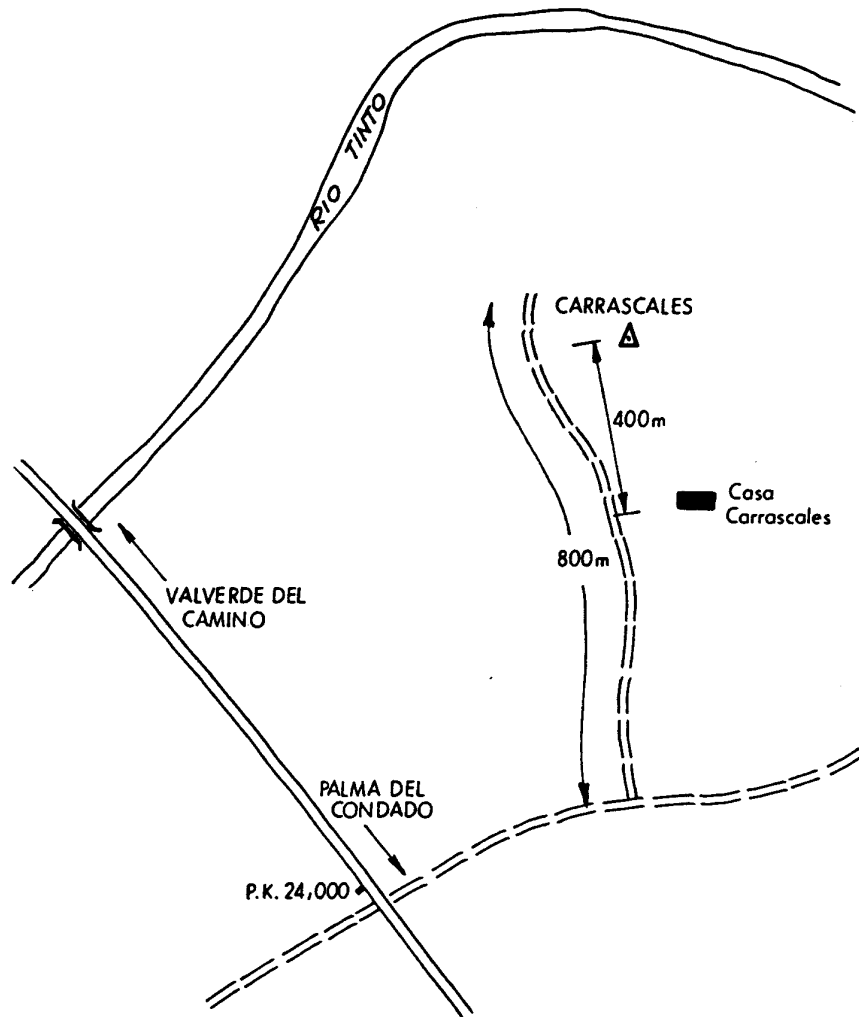 RIO TINTO
CARRASCALES
400m
Casa
Carrascales
800m
VALVERDE DEL
CAMINO
PALMA DEL
CONDADO
P.K. 24,000